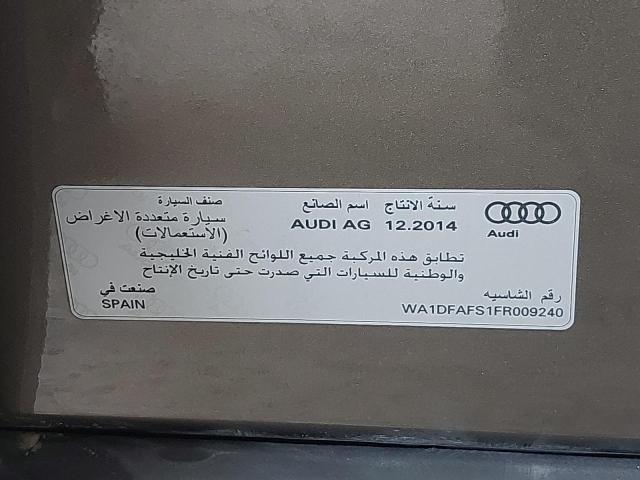 Audi
سنة الانتاج
12.2014
اسم الصانع
AUDI AG
صنف السيارة
سيارة متعددة الاغراض
(الاستعمالات)
تطابق هذه المركبة جميع اللوائح الفنية الخليجية
والوطنية للسيارات التي صدرت حتى تاريخ الإنتاج
رقم الشاسيه
WA1DFAFS1FR009240
صنعت في
SPAIN